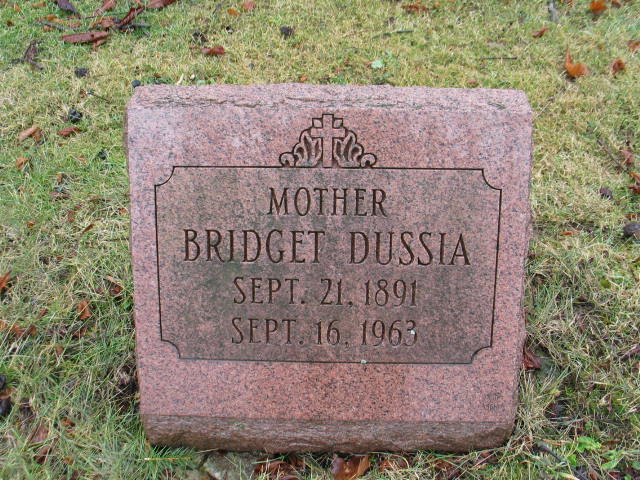 MOTHER
BRIDGET DUSSIA
SEPT. 21, 1891
SEPT. 16, 1963